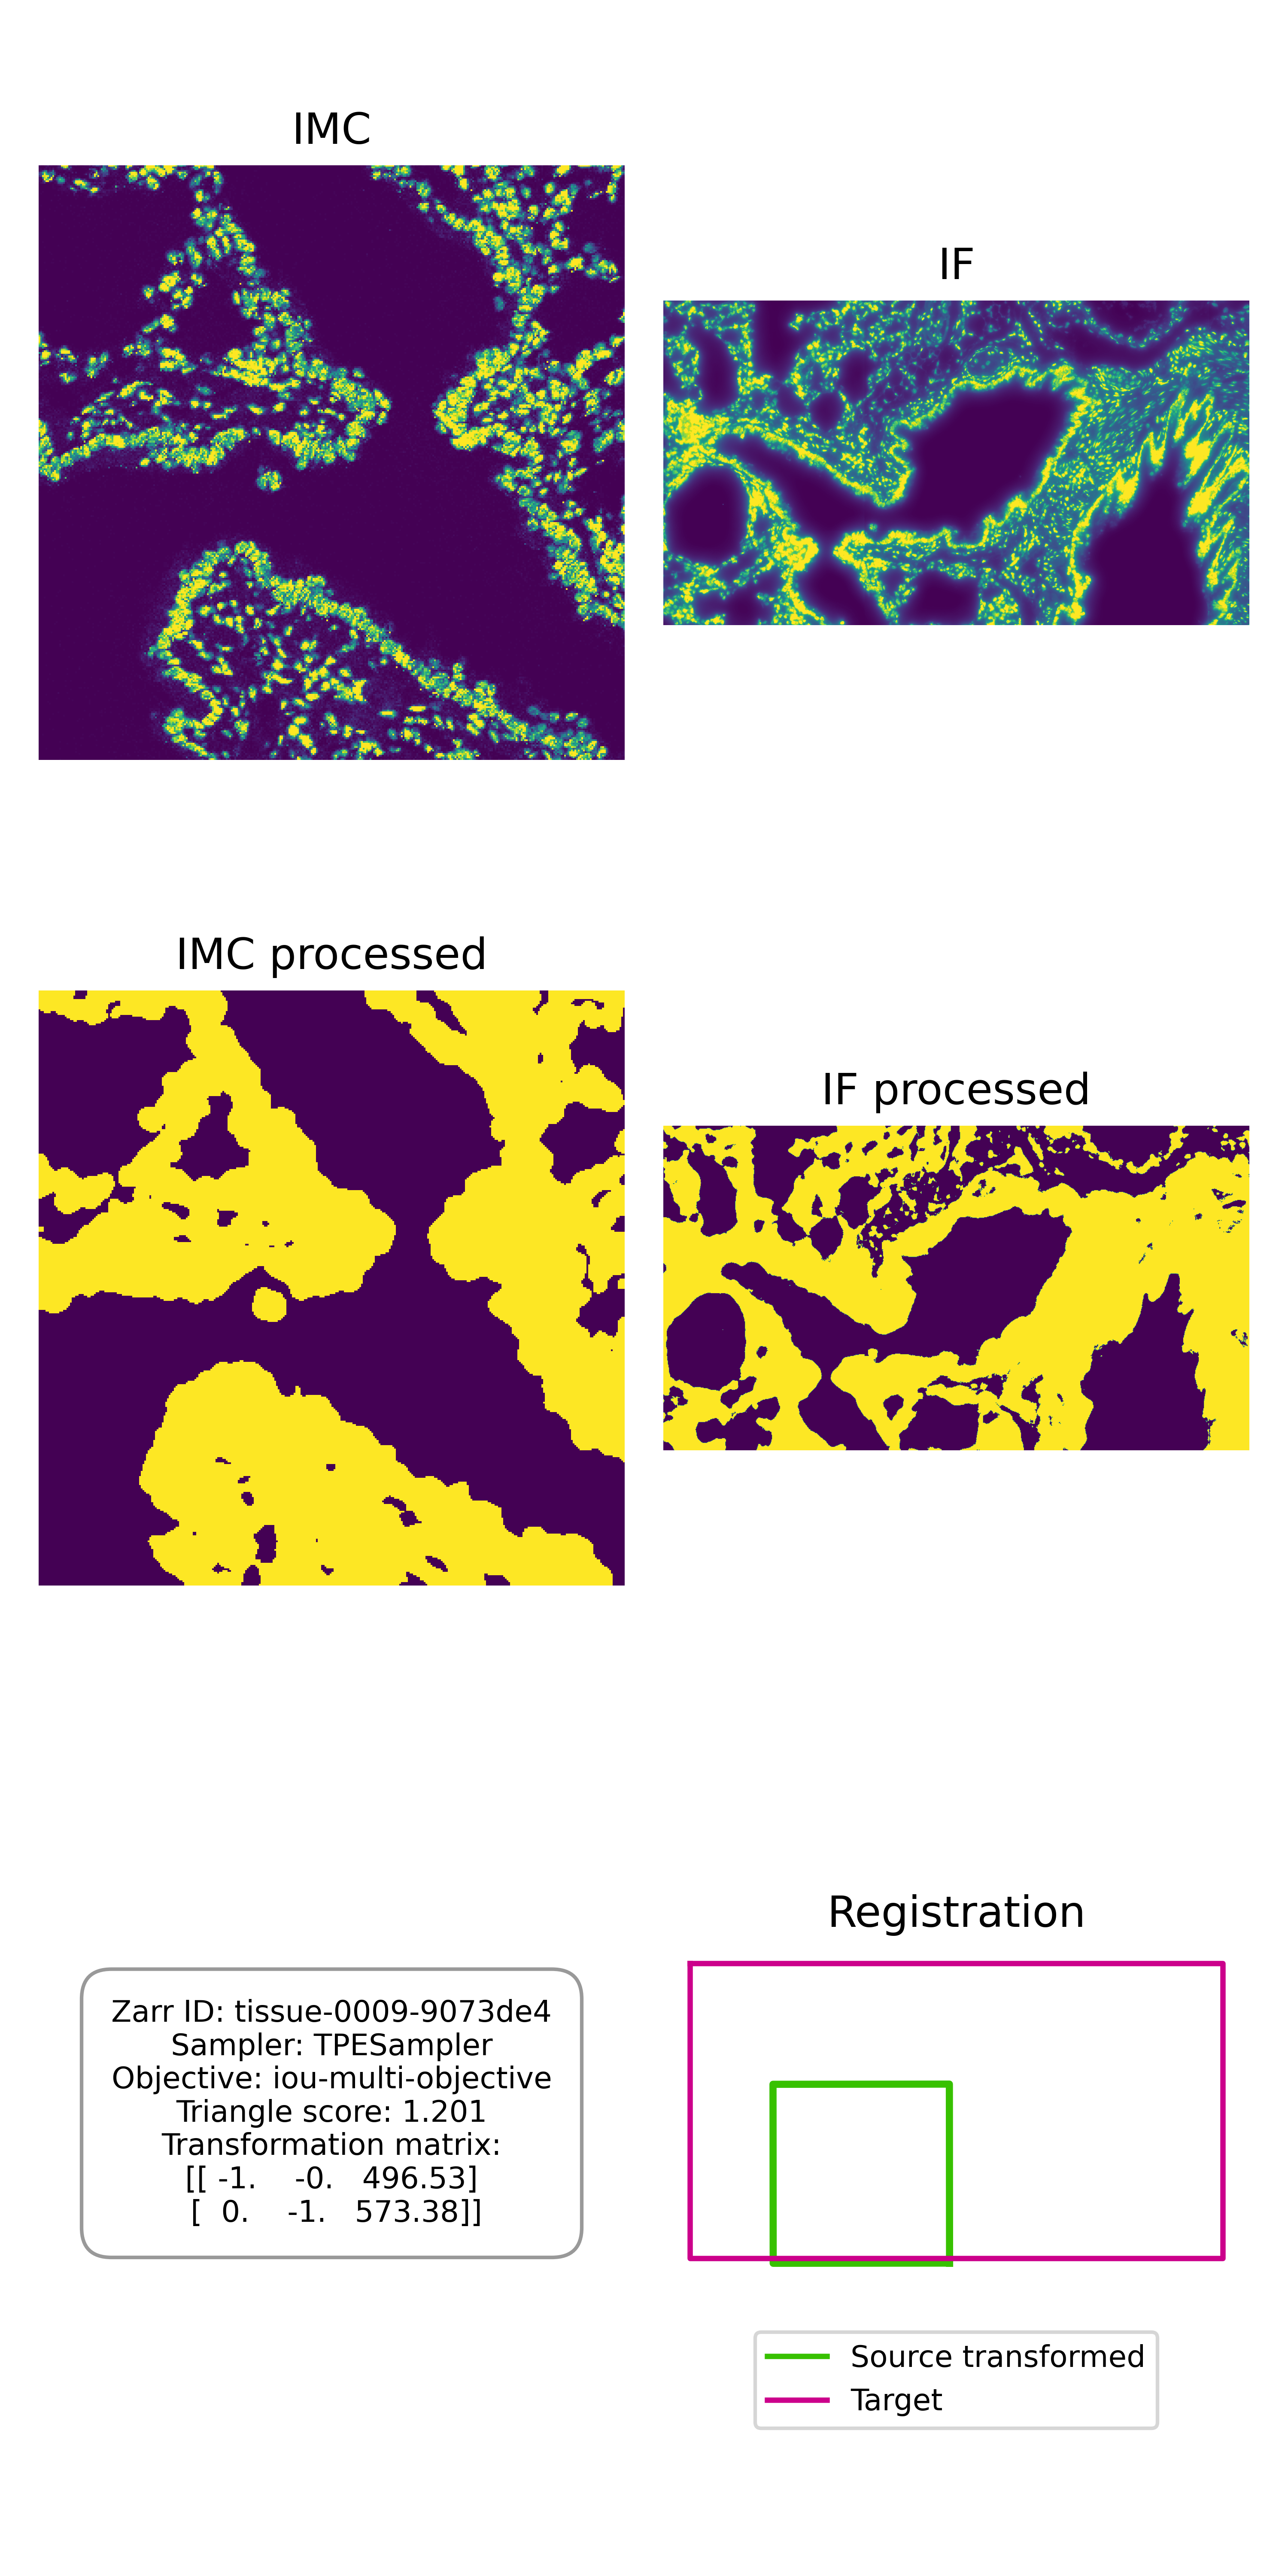 IMC
IF
IMC processed
IF processed
Registration
Zarr ID: tissue-0009-9073de4
Sampler: TPESampler
Objective: iou-multi-objective
Triangle score: 1.201
Transformation matrix:
[[ -1. -0. 496.53]
[ 0. -1. 573.38]]
Source transformed
Target